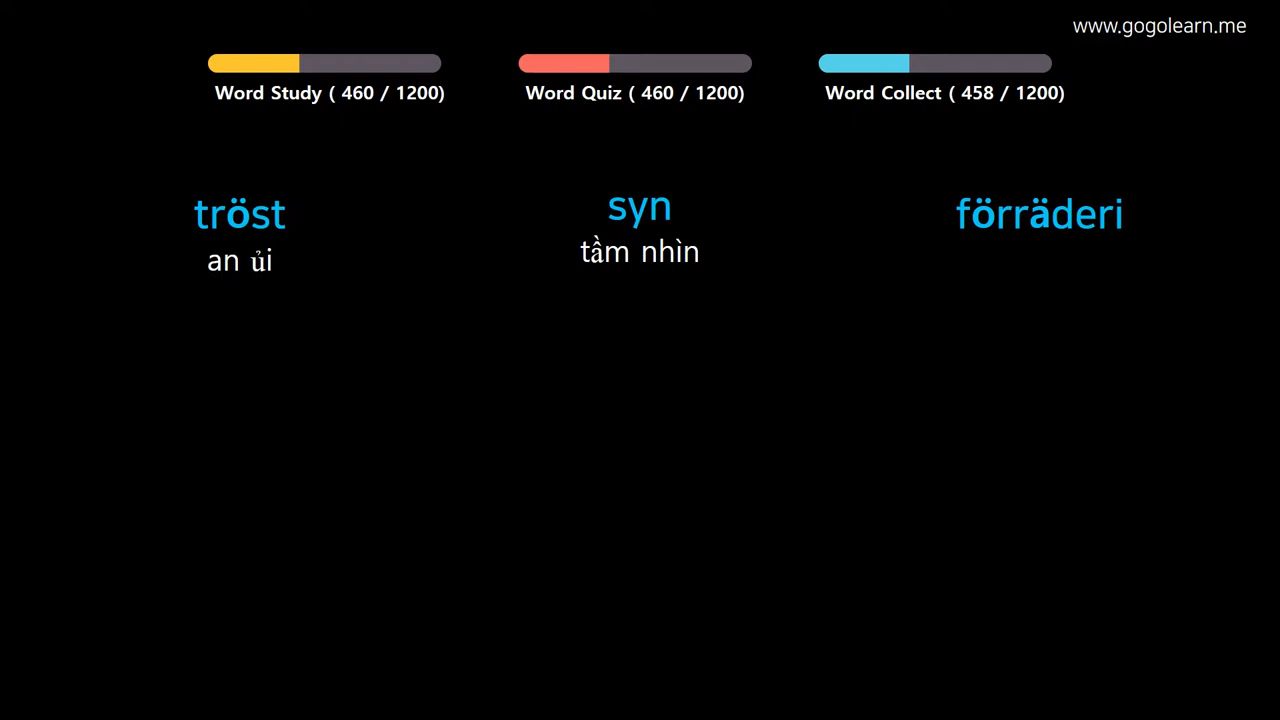 www.gogolearn.me
Word Study ( 460 / 1200)
Word Quiz ( 460 / 1200)
Word Collect ( 458 / 1200)
tröst
an ủi
syn
tầm nhìn
förräderi